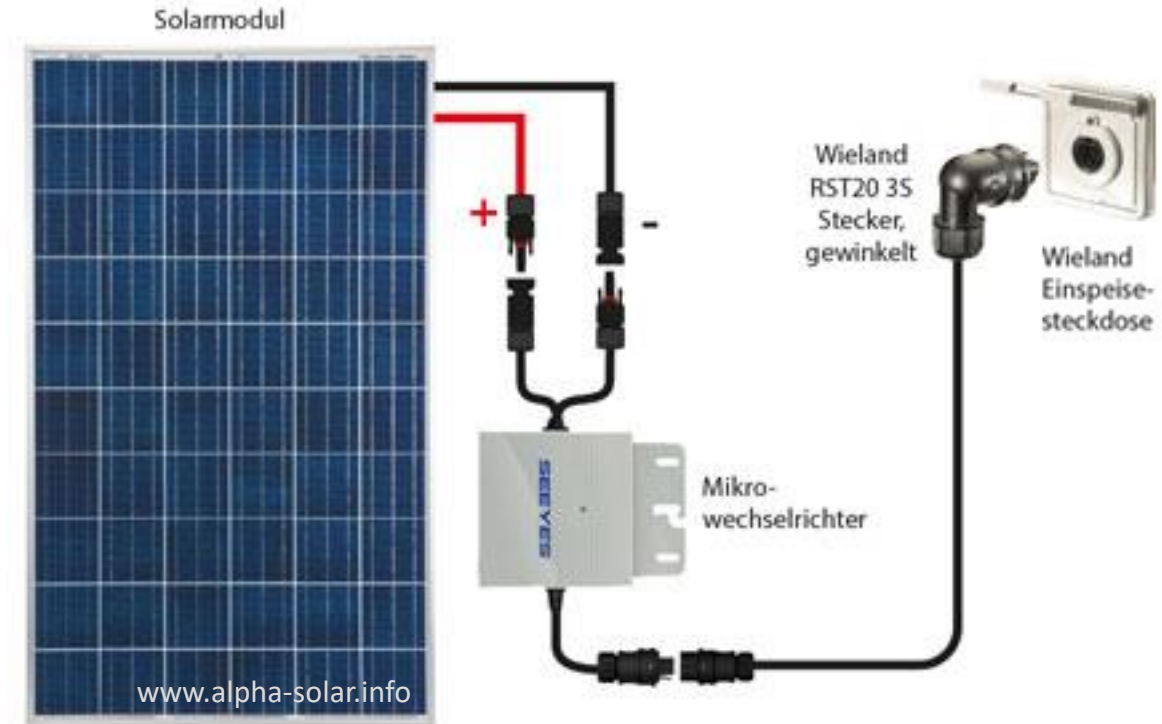 Solarmodul
+
-
Wieland
RST20 3S
Stecker,
gewinkelt
Wieland
Einspeise-
steckdose
SEEYES
Mikro-
wechselrichter
www.alpha-solar.info